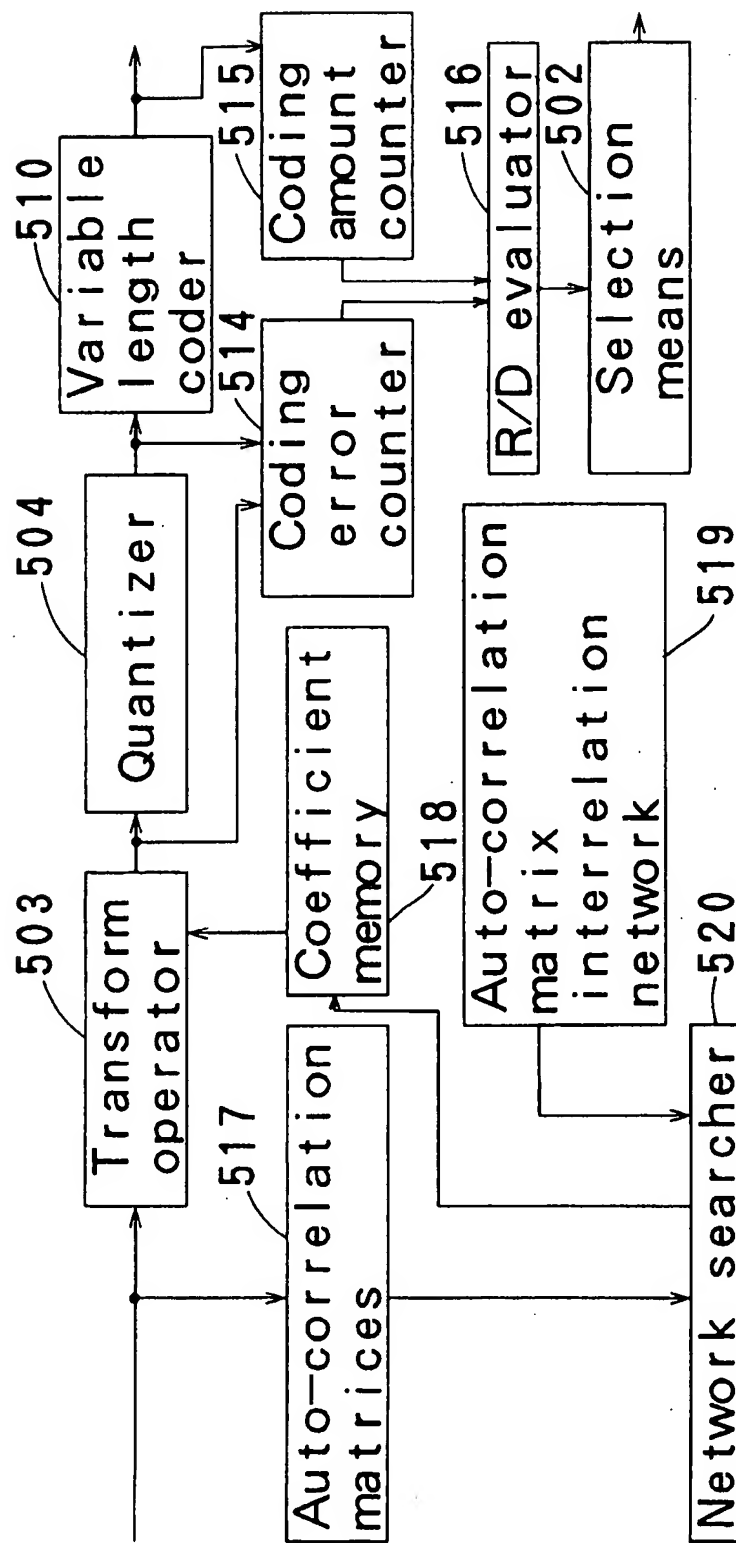 503
Transform
operator
504
Quantizer
510
Variable
length
coder
517
Auto-correlation
matrices
Coefficient
memory
518
514
Coding
error
counter
515
Coding
amount
counter
Auto-correlation
matrix
interrelation
network
519
R/D evaluator
516
Selection
means
502
Network searcher
520